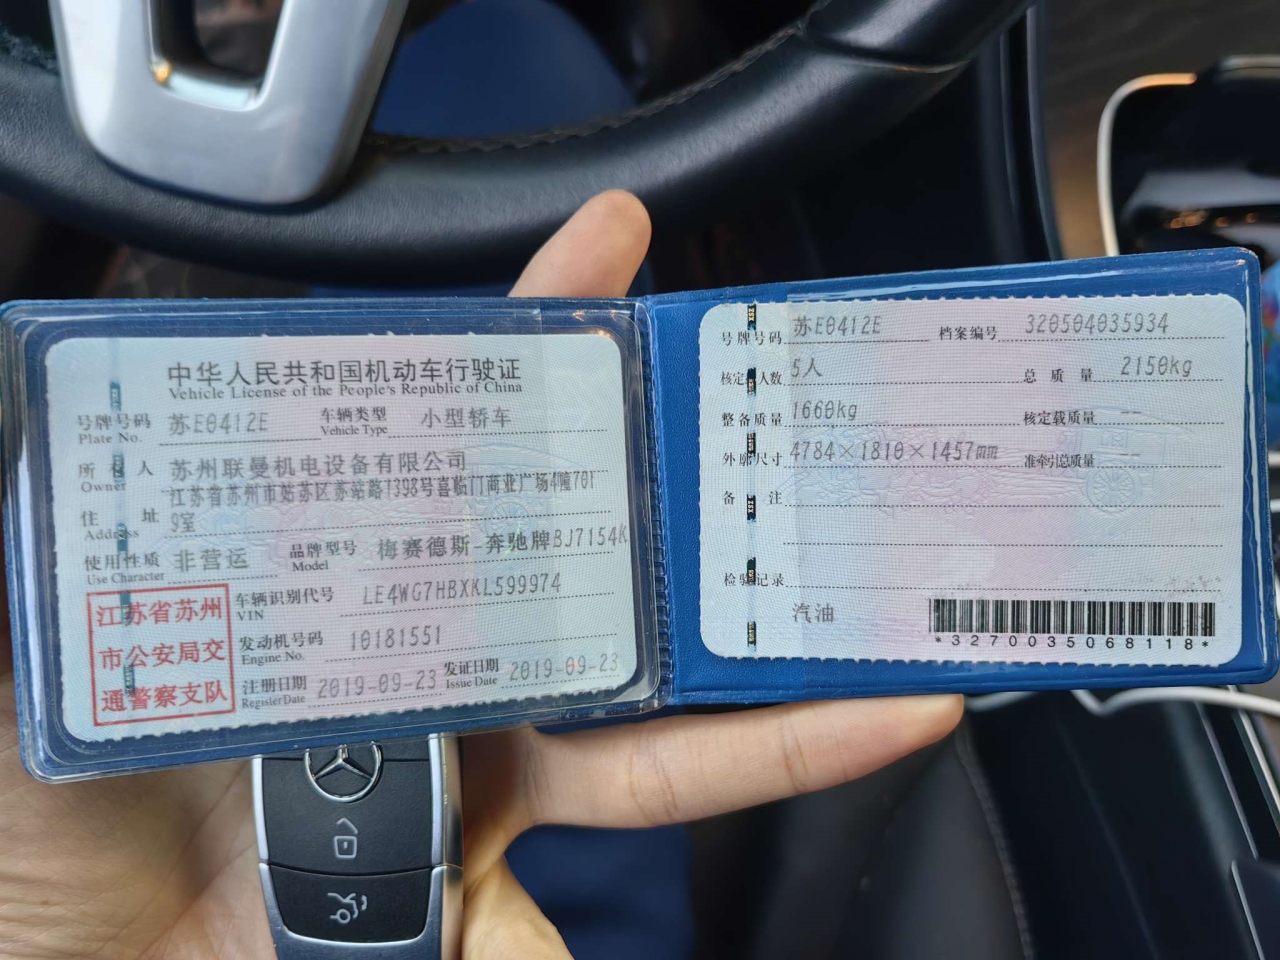 中华人民共和国机动车行驶证
Vehicle License of the People's Republic of China
号牌号码 苏E0412E 车辆类型 小型轿车
Plate No. Vehicle Type
所有人 苏州联曼机电设备有限公司
Owner
江苏省苏州市姑苏区苏站路1398号喜临门商业广场4幢701
住址 9室
Address
使用性质 非营运 品牌型号 梅赛德斯-奔驰牌BJ7154K
Use Character Model
江苏省苏州
市公安局交
通警察支队
车辆识别代号 LE4WG7HBXKL599974
VIN
发动机号码 10181551
Engine No.
注册日期 2019-09-23 发证日期 2019-09-23
Register Date Issue Date
号牌号码 苏E0412E 档案编号 320504035934
核定人数 5人 总质量 2150kg
整备质量 1660kg 核定载质量 --
外廓尺寸 4784×1810×1457mm 准牵引总质量 --
备注
检验记录
汽油
*3270035068118*